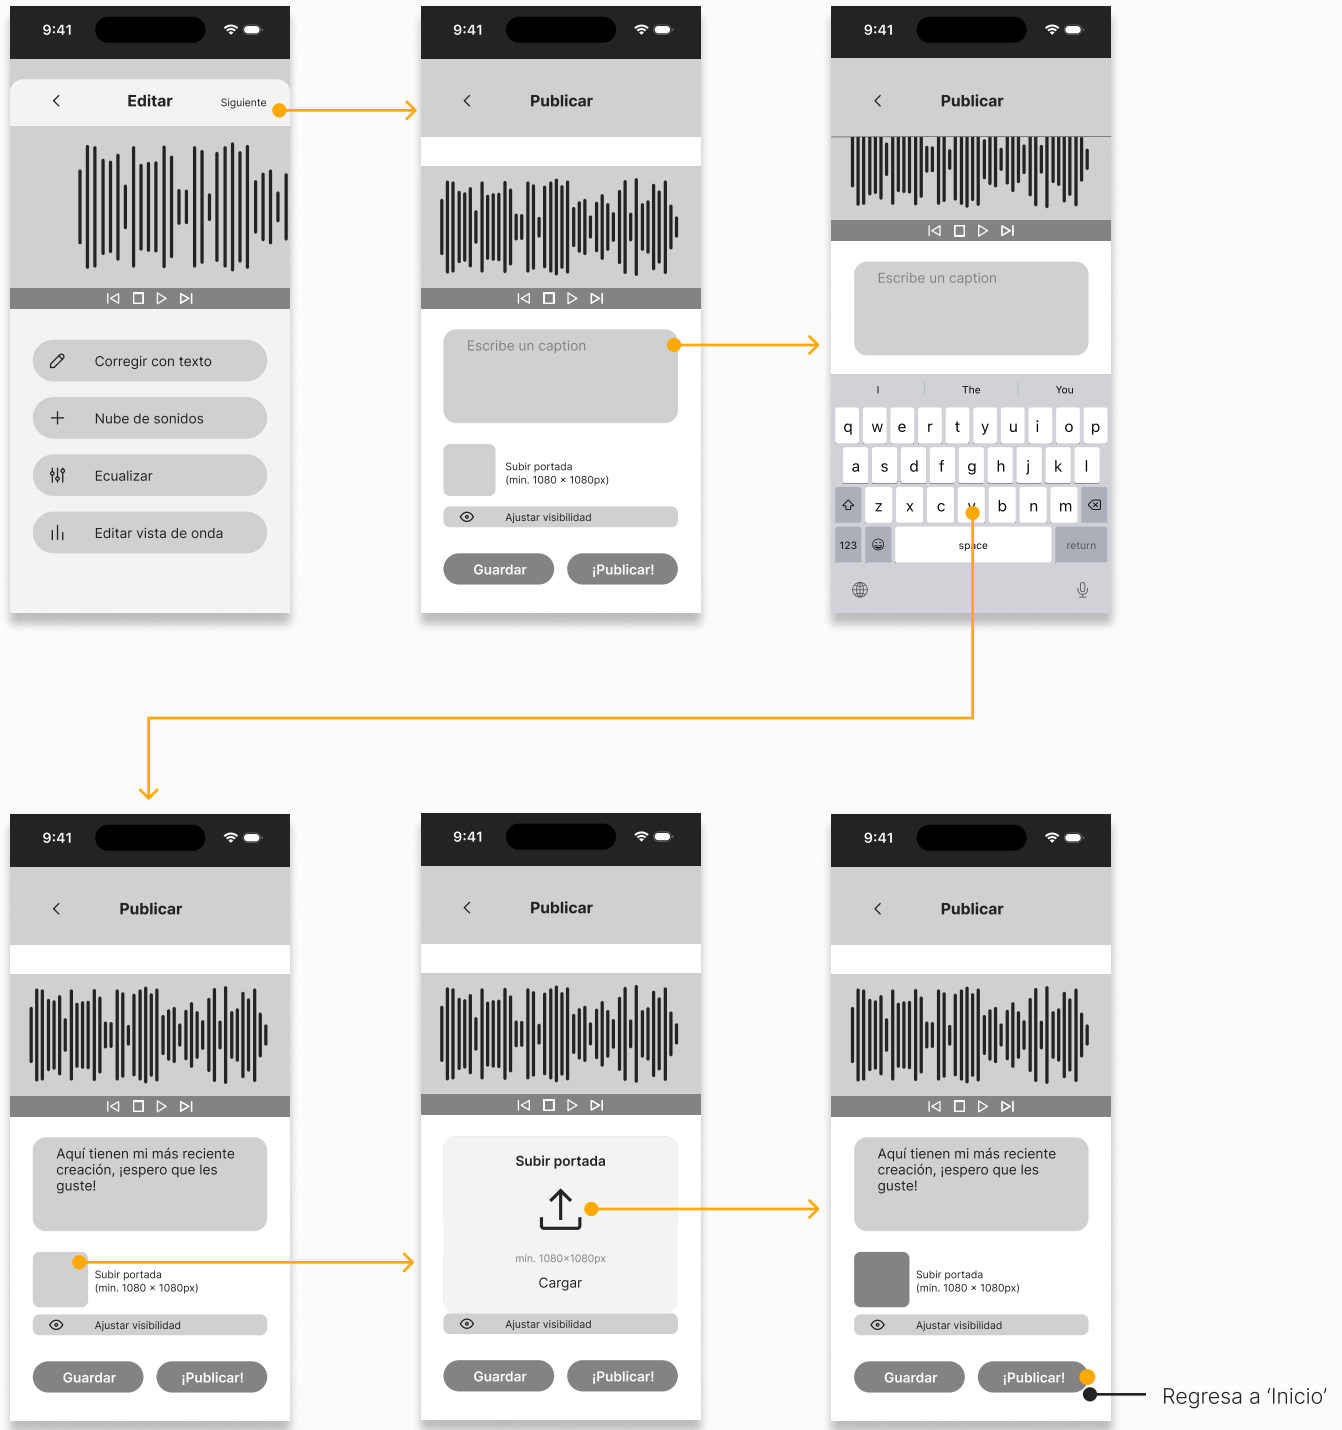 9:41
Editar
Siguiente
Corregir con texto
Nube de sonidos
Ecualizar
Editar vista de onda
9:41
Publicar
Escribe un caption
Subir portada
(min. 1080 × 1080px)
Ajustar visibilidad
Guardar
¡Publicar!
9:41
Publicar
Escribe un caption
I The You
q w e r t y u i o p
a s d f g h j k l
z x c v b n m
123 space return
9:41
Publicar
Aquí tienen mi más reciente
creación, ¡espero que les
guste!
Subir portada
(min. 1080 × 1080px)
Ajustar visibilidad
Guardar
¡Publicar!
9:41
Publicar
Subir portada
mín. 1080×1080px
Cargar
Ajustar visibilidad
Guardar
¡Publicar!
9:41
Publicar
Aquí tienen mi más reciente
creación, ¡espero que les
guste!
Subir portada
(min. 1080 × 1080px)
Ajustar visibilidad
Guardar
¡Publicar!
Regresa a ‘Inicio’